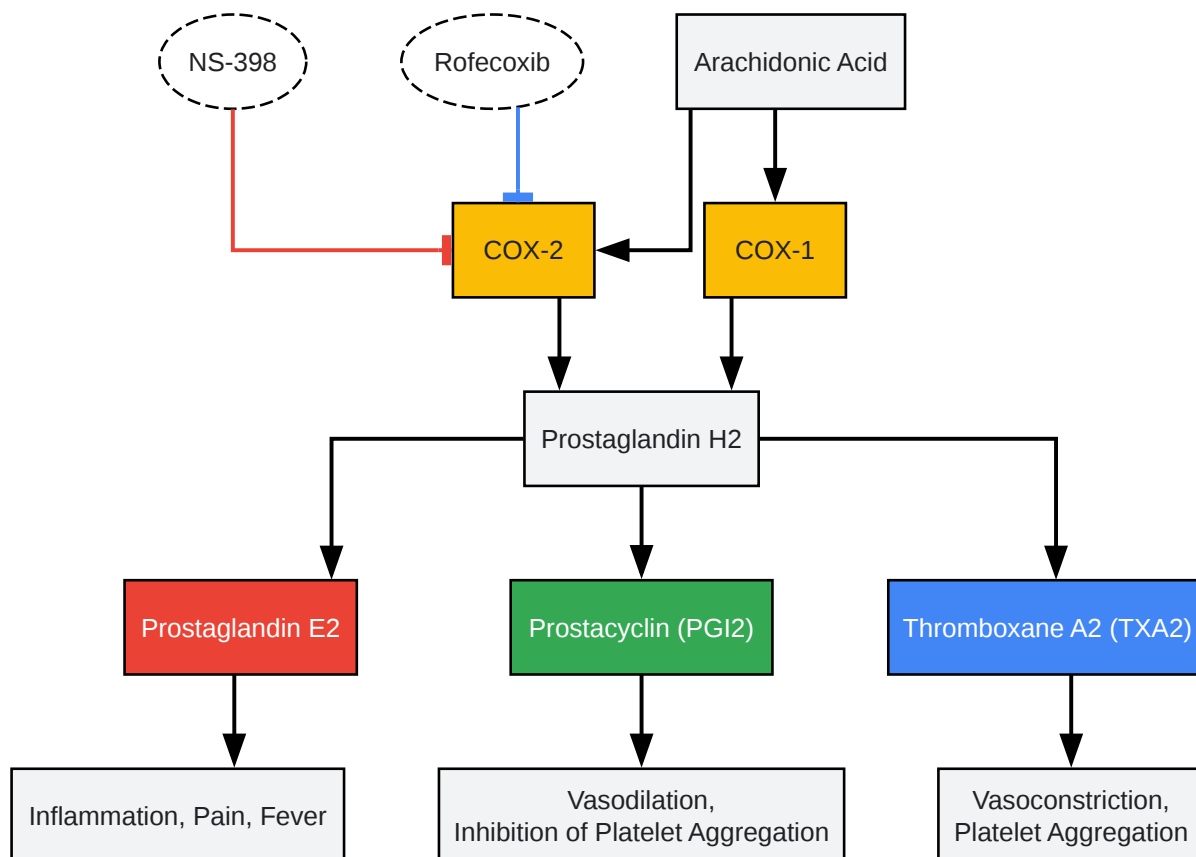 NS-398
Rofecoxib
Arachidonic Acid
COX-2
COX-1
Prostaglandin H2
Prostaglandin E2
Prostacyclin (PGI2)
Thromboxane A2 (TXA2)
Inflammation, Pain, Fever
Vasodilation,
Inhibition of Platelet Aggregation
Vasoconstriction,
Platelet Aggregation